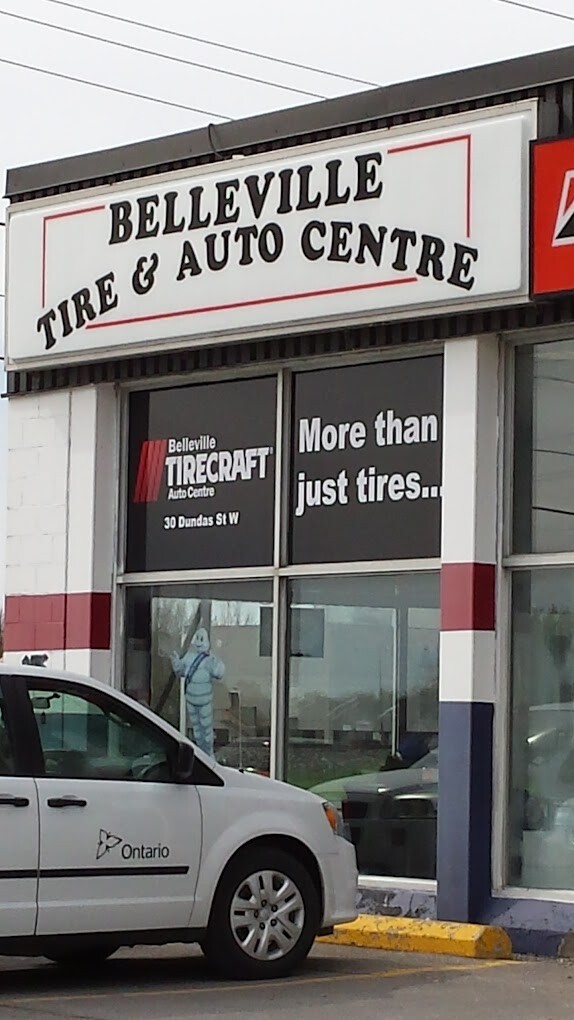 BELLEVILLE
TIRE & AUTO CENTRE
Belleville
TIRECRAFT
Auto Centre
30 Dundas St W
More than
just tires...
Ontario